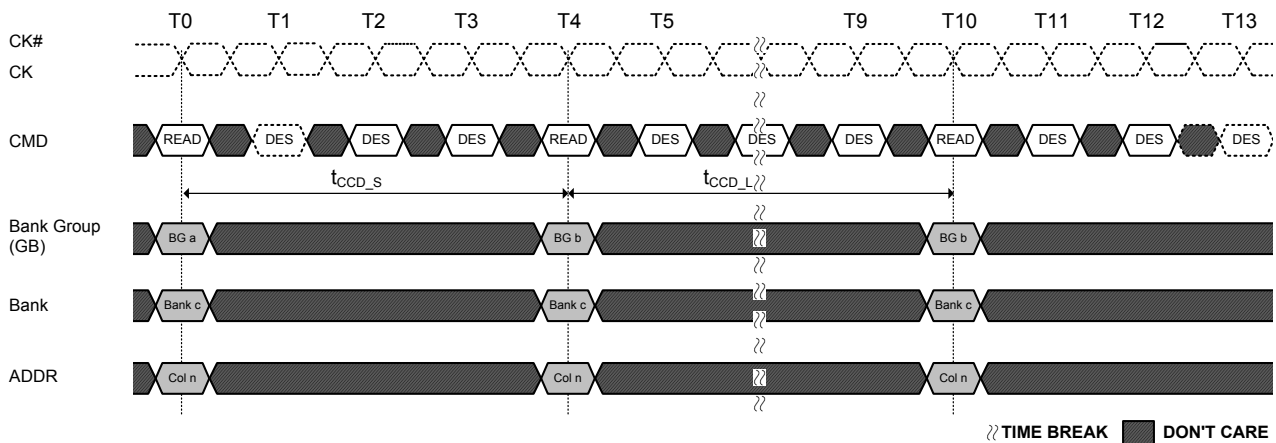 T0 T1 T2 T3 T4 T5 T9 T10 T11 T12 T13
CK#
CK
CMD READ DES DES DES READ DES DES DES READ DES DES DES
tCCD_S tCCD_L
Bank Group
(GB)
BG a BG b BG b
Bank Bank c Bank c Bank c
ADDR Col n Col n Col n
TIME BREAK DON'T CARE